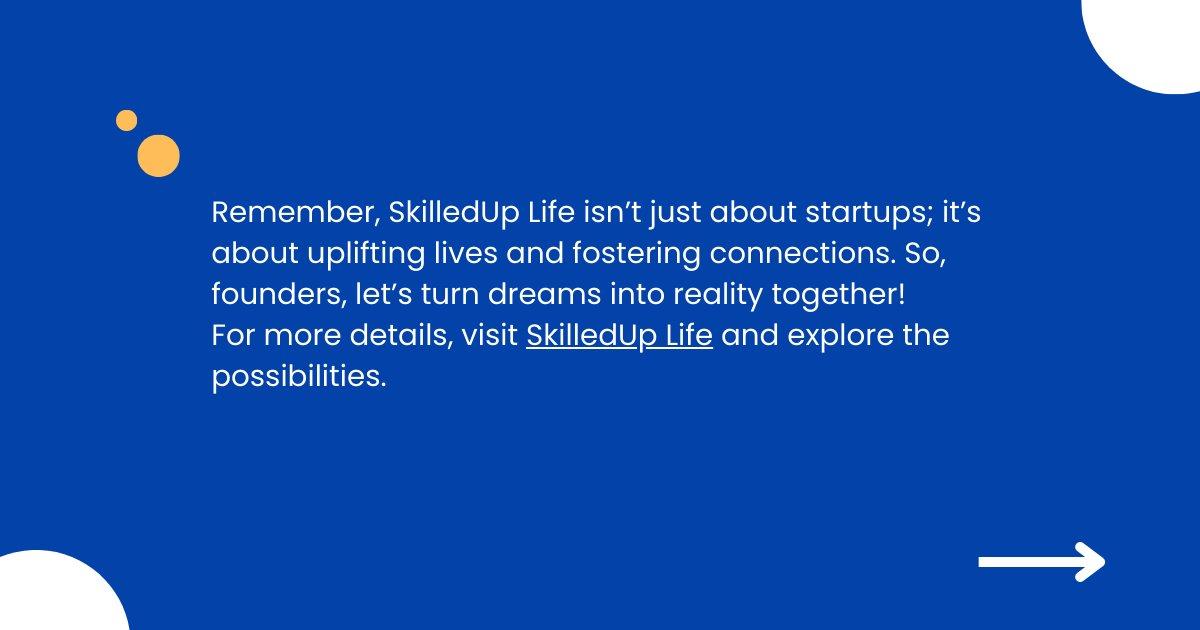 Remember, SkilledUp Life isn’t just about startups; it’s
about uplifting lives and fostering connections. So,
founders, let’s turn dreams into reality together!
For more details, visit SkilledUp Life and explore the
possibilities.